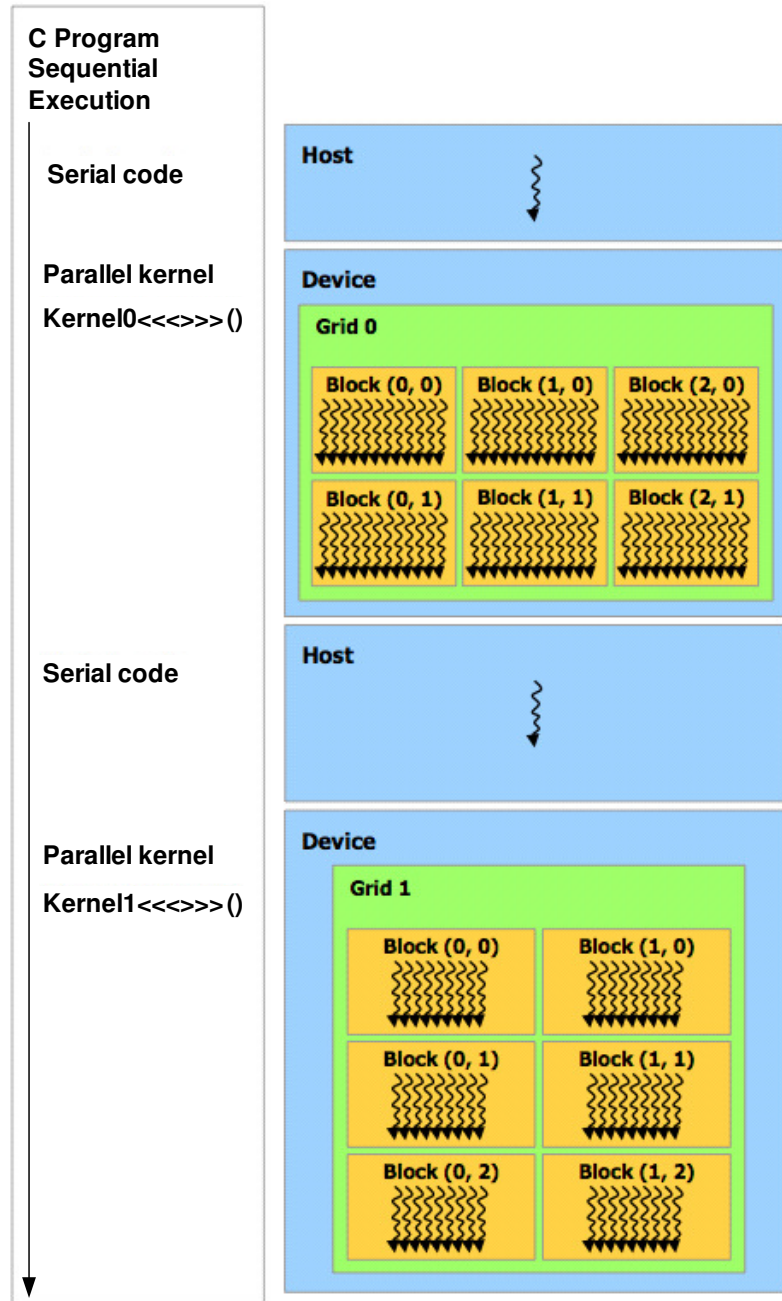 C Program
Sequential
Execution
Serial code
Host
Parallel kernel
Kernel0<<<>>>()
Device
Grid 0
Block (0, 0) Block (1, 0) Block (2, 0)
Block (0, 1) Block (1, 1) Block (2, 1)
Serial code
Host
Parallel kernel
Kernel1<<<>>>()
Device
Grid 1
Block (0, 0) Block (1, 0)
Block (0, 1) Block (1, 1)
Block (0, 2) Block (1, 2)